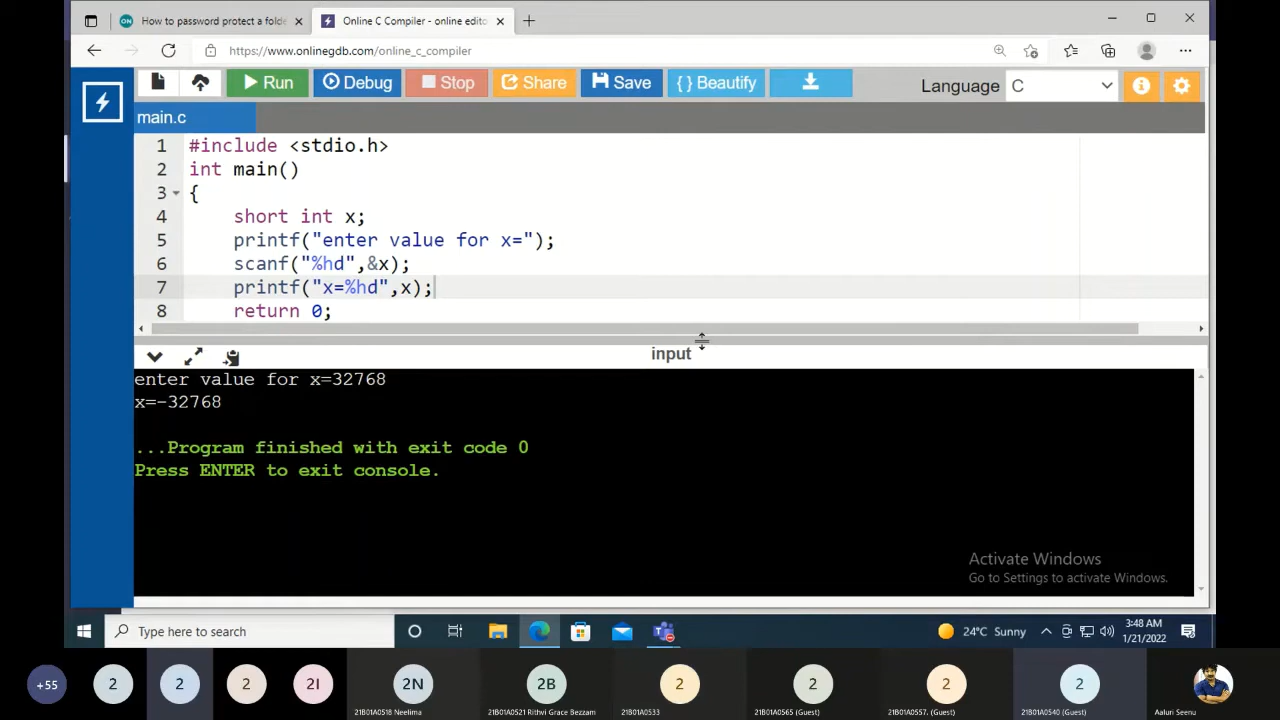 How to password protect a folde
Online C Compiler - online edito
https://www.onlinegdb.com/online_c_compiler
Run Debug Stop Share Save { } Beautify Language C
main.c
1 #include <stdio.h>
2 int main()
3 {
4 short int x;
5 printf("enter value for x=");
6 scanf("%hd",&x);
7 printf("x=%hd",x);
8 return 0;
input
enter value for x=32768
x=-32768
...Program finished with exit code 0
Press ENTER to exit console.
Activate Windows
Go to Settings to activate Windows.
Type here to search
24°C Sunny
3:48 AM
1/21/2022
+55 2 2 2 2I 2N 2B 2 2 2 2
21B01A0518 Neelima
21B01A0521 Rithvi Grace Bezzam
21B01A0533
21B01A0565 (Guest)
21B01A0557. (Guest)
21B01A0540 (Guest)
Aaluri Seenu